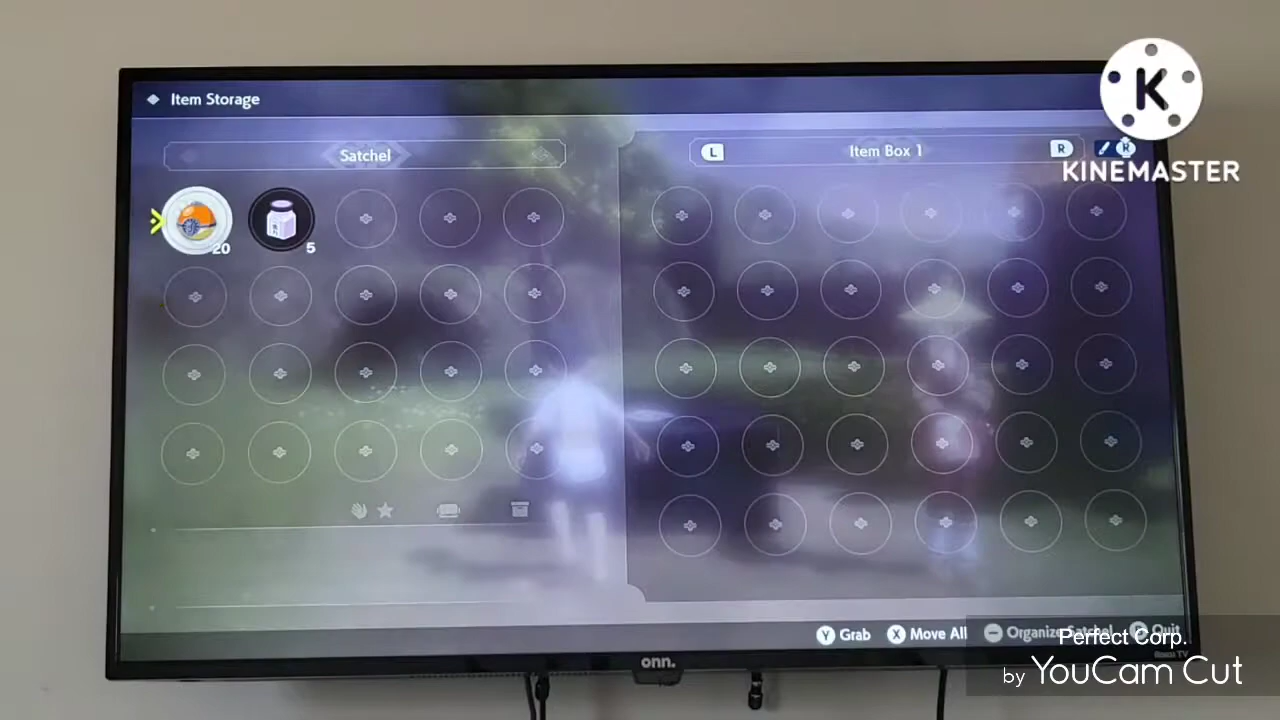 Item Storage
Satchel
L
Item Box 1
R
R
K
KINEMASTER
20
5
Y Grab
X Move All
Organize Satchel
Quit
onn.
Perfect Corp.
by YouCam Cut